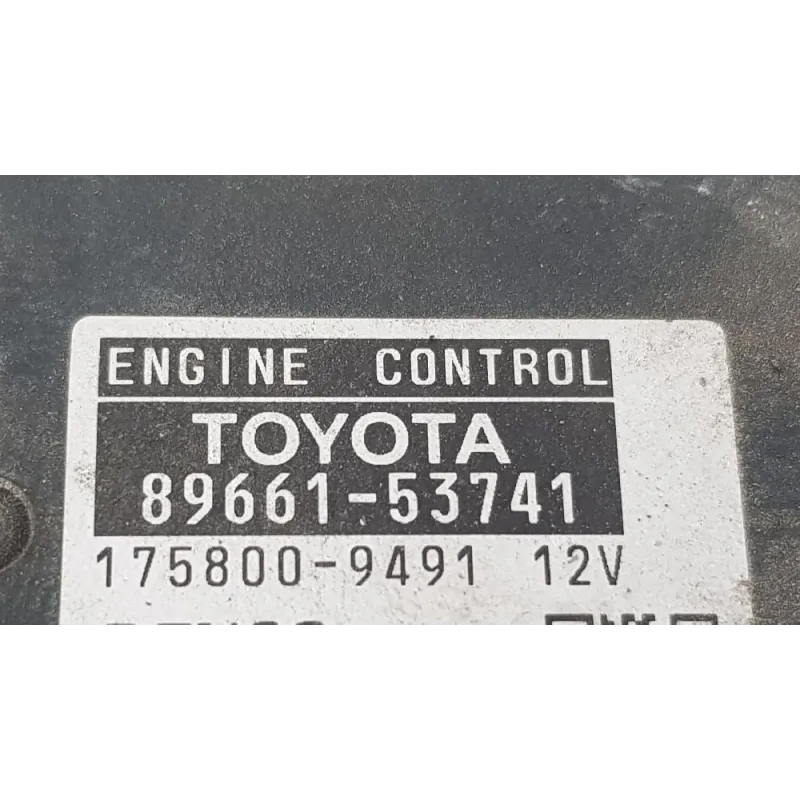 ENGINE CONTROL
TOYOTA
89661-53741
175800-9491 12V